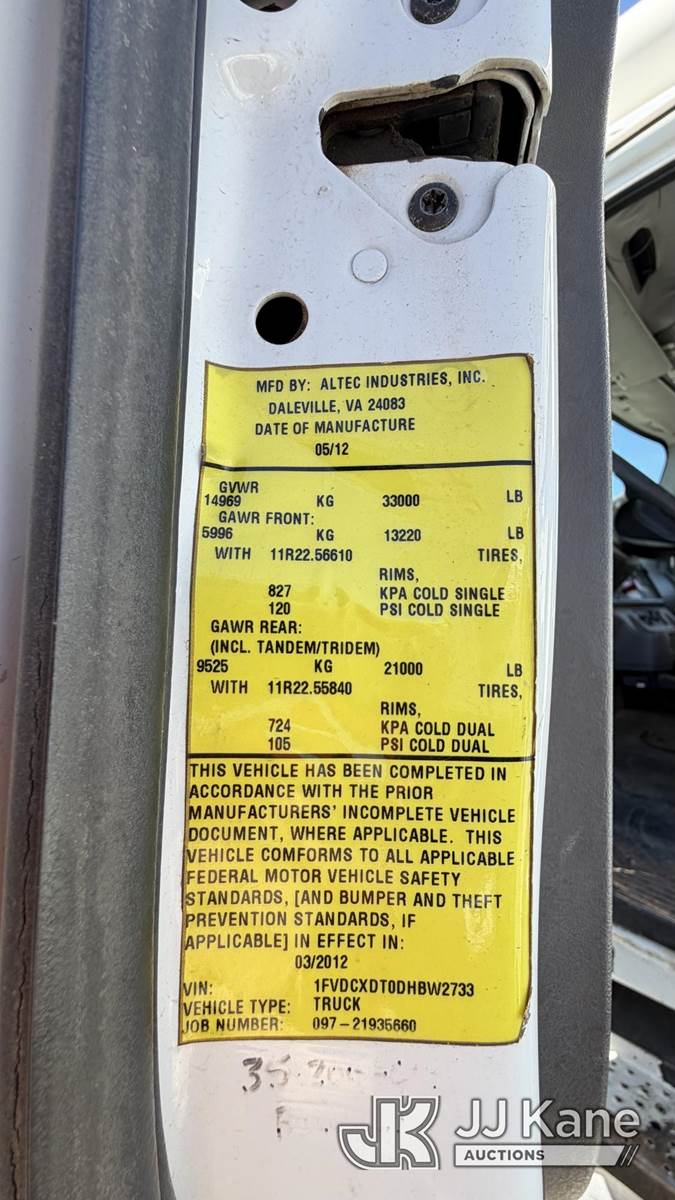 MFD BY: ALTEC INDUSTRIES, INC.
DALEVILLE, VA 24083
DATE OF MANUFACTURE
05/12
GVWR
14969 KG 33000 LB
GAWR FRONT:
5996 KG 13220 LB
WITH 11R22.56610 TIRES,
RIMS,
827 KPA COLD SINGLE
120 PSI COLD SINGLE
GAWR REAR:
(INCL. TANDEM/TRIDEM)
9525 KG 21000 LB
WITH 11R22.55840 TIRES,
RIMS,
724 KPA COLD DUAL
105 PSI COLD DUAL
THIS VEHICLE HAS BEEN COMPLETED IN
ACCORDANCE WITH THE PRIOR
MANUFACTURERS' INCOMPLETE VEHICLE
DOCUMENT, WHERE APPLICABLE. THIS
VEHICLE COMFORMS TO ALL APPLICABLE
FEDERAL MOTOR VEHICLE SAFETY
STANDARDS, [AND BUMPER AND THEFT
PREVENTION STANDARDS, IF
APPLICABLE] IN EFFECT IN:
03/2012
VIN: 1FVDCXDT0DHBW2733
VEHICLE TYPE: TRUCK
JOB NUMBER: 097-21935660
JK JJ Kane
AUCTIONS